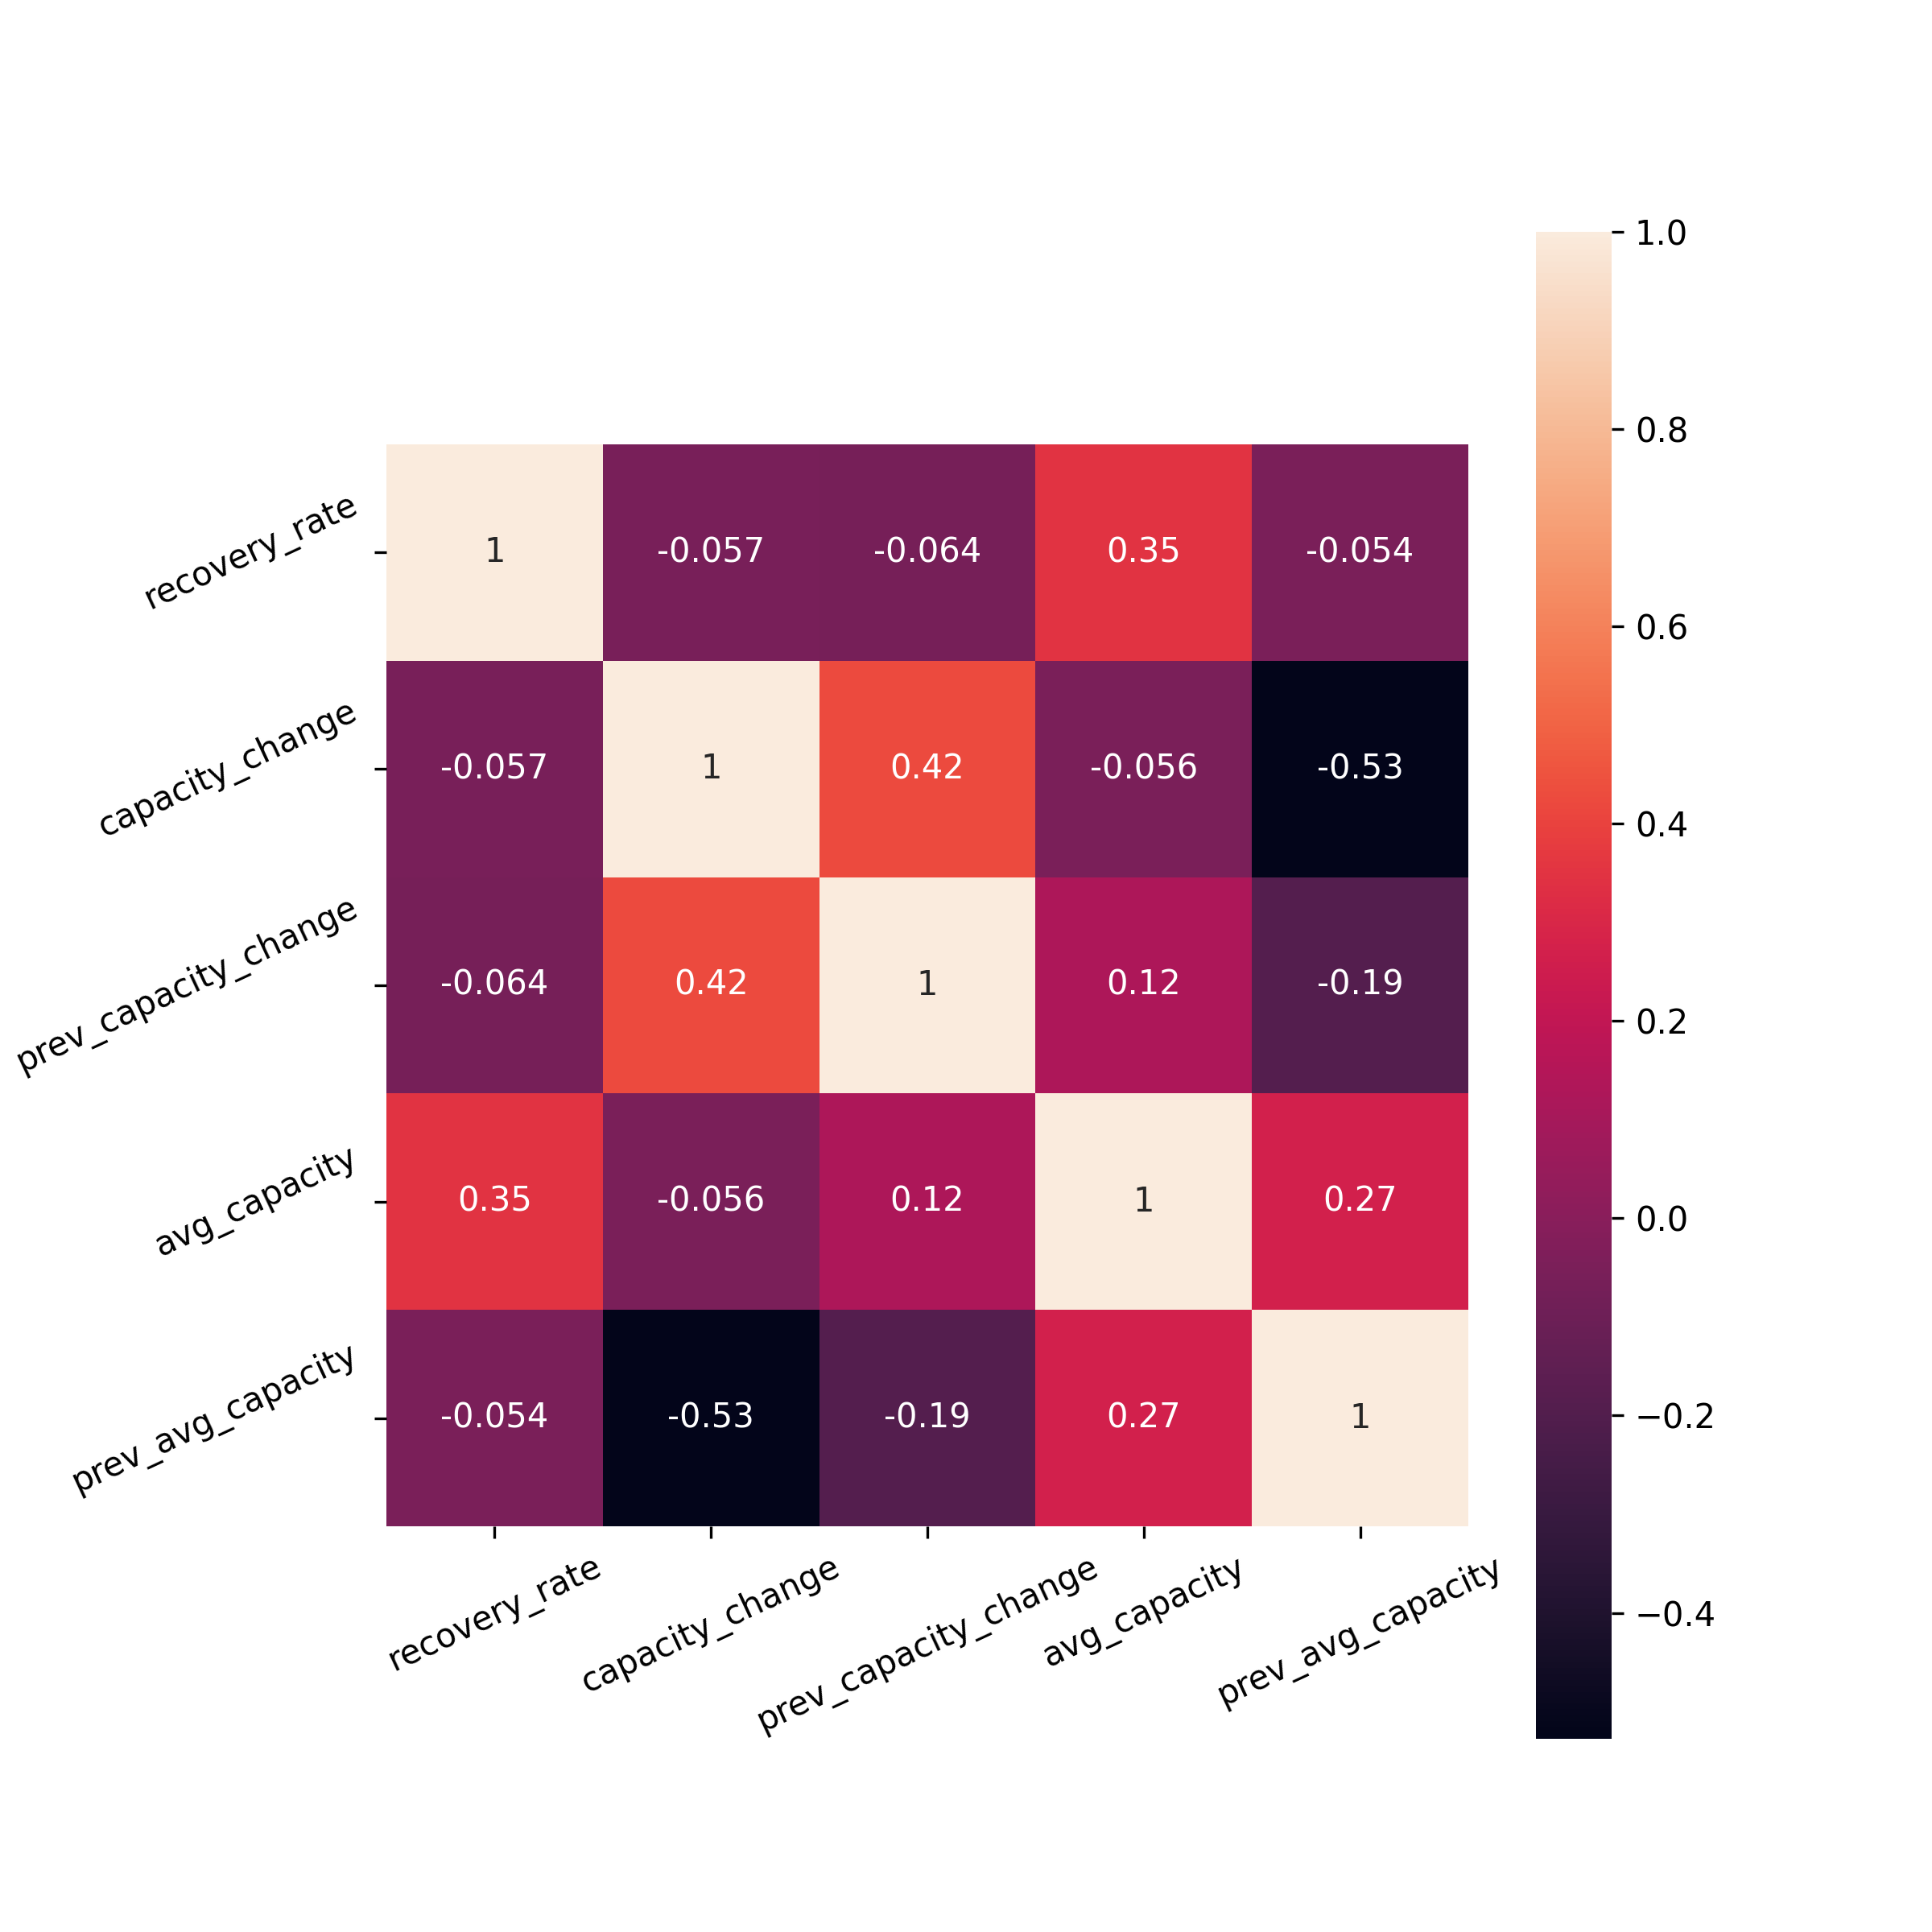 1.0
0.8
recovery_rate 1 -0.057 -0.064 0.35 -0.054
0.6
capacity_change -0.057 1 0.42 -0.056 -0.53
0.4
prev_capacity_change -0.064 0.42 1 0.12 -0.19
0.2
avg_capacity 0.35 -0.056 0.12 1 0.27
0.0
prev_avg_capacity -0.054 -0.53 -0.19 0.27 1
−0.2
−0.4
recovery_rate capacity_change prev_capacity_change avg_capacity prev_avg_capacity